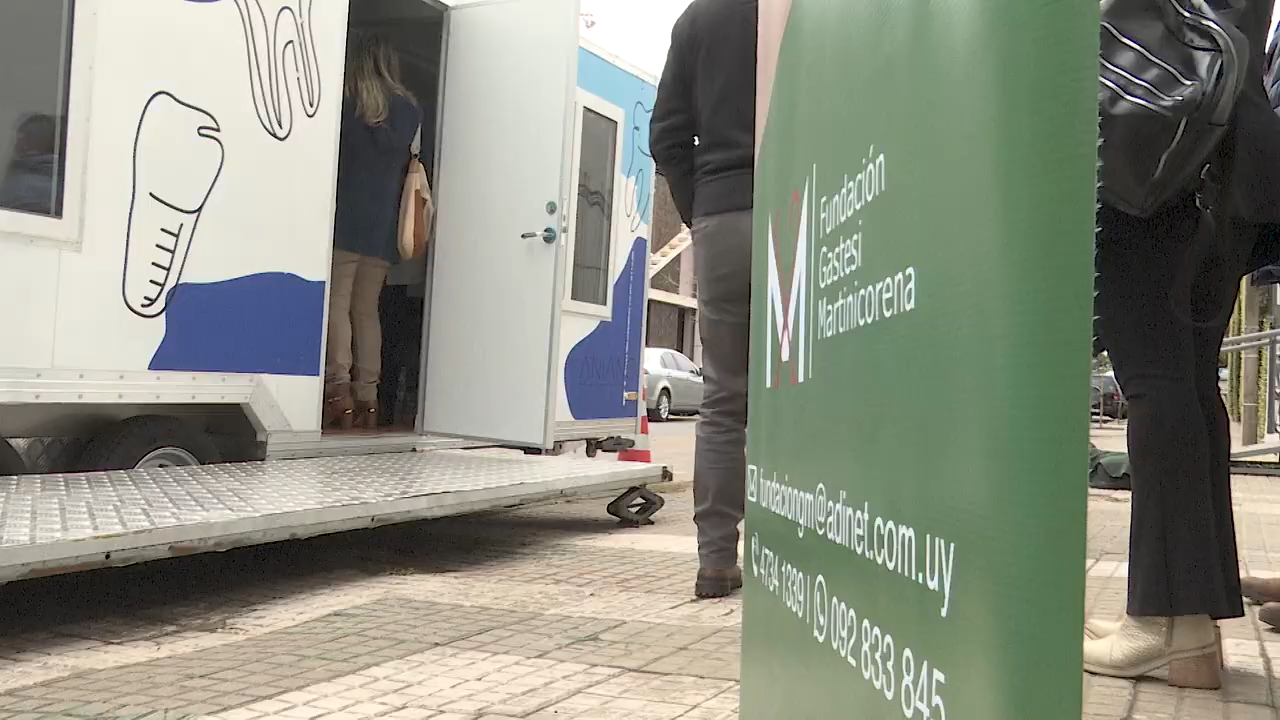 Fundación
Gastesi
Martinicorena
fundaciongm@adinet.com.uy
4734 1339 | 092 833 845